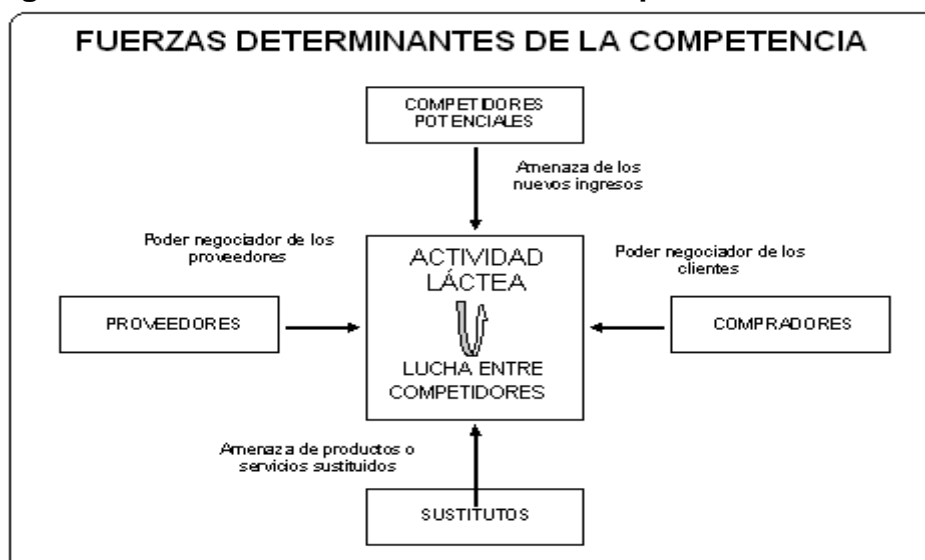 FUERZAS DETERMINANTES DE LA COMPETENCIA
COMPETIDORES
POTENCIALES
Amenaza de los
nuevos ingresos
Poder negociador de los
proveedores
ACTIVIDAD
LÁCTEA
Poder negociador de los
clientes
PROVEEDORES
COMPRADORES
LUCHA ENTRE
COMPETIDORES
Amenaza de productos o
servicios sustituidos
SUSTITUTOS